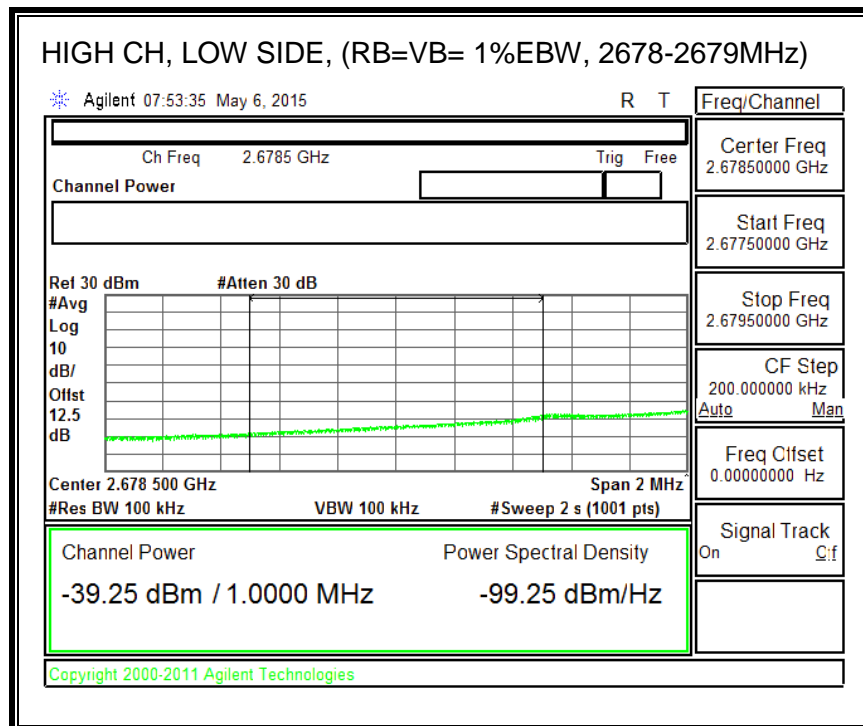 HIGH CH, LOW SIDE, (RB=VB= 1%EBW, 2678-2679MHz)
Agilent 07:53:35 May 6, 2015 R T
Freq/Channel
Ch Freq 2.6785 GHz Trig Free
Channel Power
Center Freq
2.67850000 GHz
Start Freq
2.67750000 GHz
Stop Freq
2.67950000 GHz
CF Step
200.000000 kHz
Auto Man
Freq Offset
0.00000000 Hz
Signal Track
On Off
Ref 30 dBm #Atten 30 dB
#Avg
Log
10
dB/
Offst
12.5
dB
Center 2.678 500 GHz Span 2 MHz
#Res BW 100 kHz VBW 100 kHz #Sweep 2 s (1001 pts)
Channel Power Power Spectral Density
-39.25 dBm / 1.0000 MHz -99.25 dBm/Hz
Copyright 2000-2011 Agilent Technologies